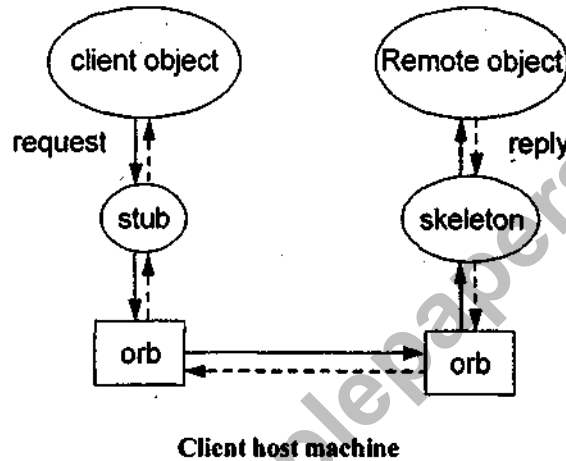 client object
Remote object
request
reply
stub
skeleton
orb
orb
Client host machine